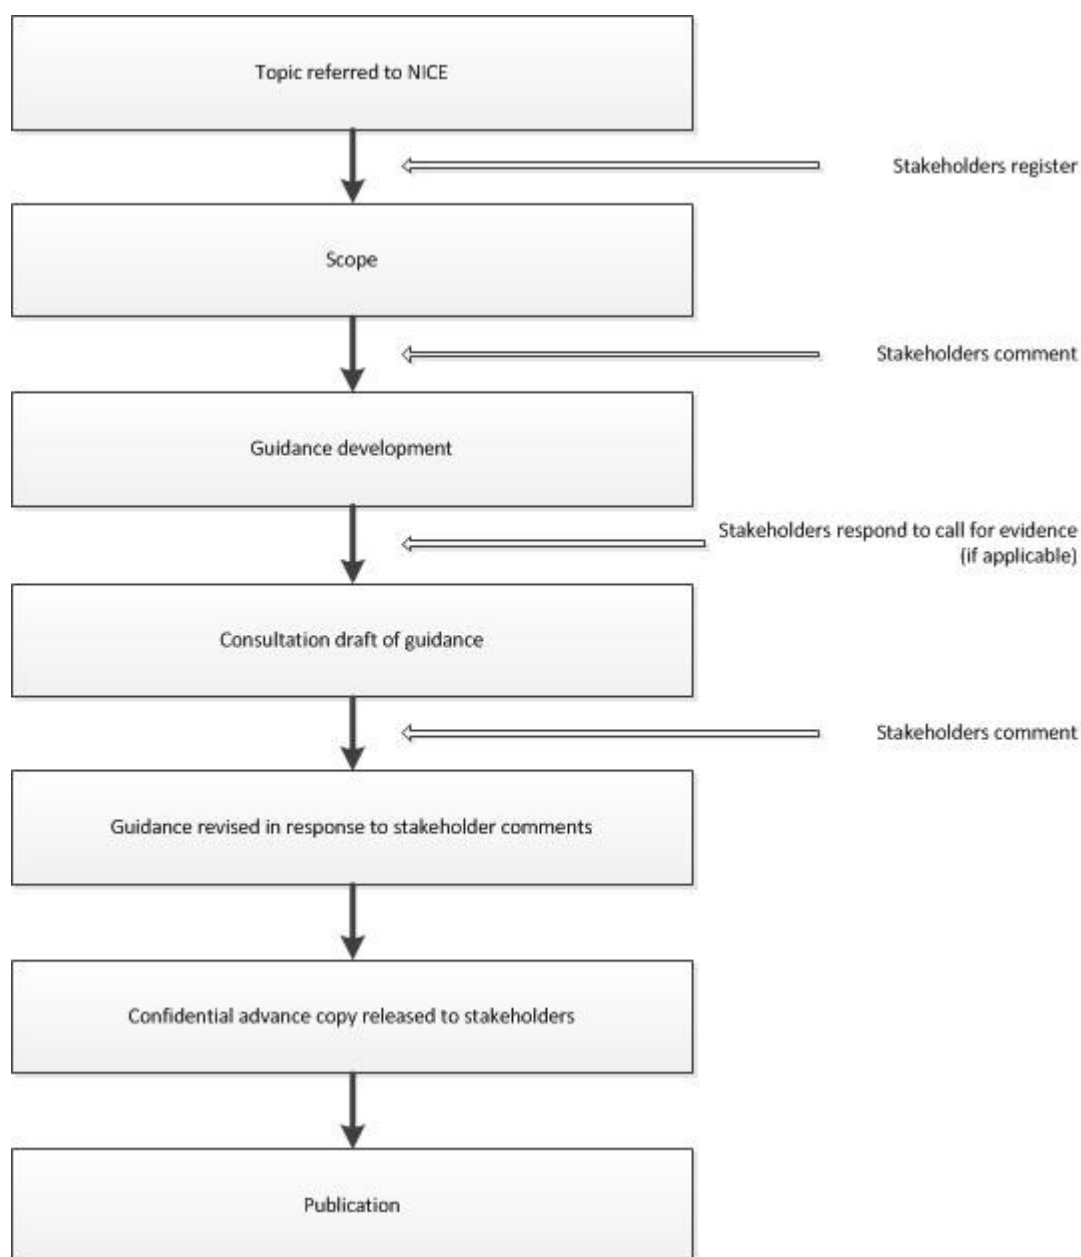 Topic referred to NICE
Stakeholders register
Scope
Stakeholders comment
Guidance development
Stakeholders respond to call for evidence
(if applicable)
Consultation draft of guidance
Stakeholders comment
Guidance revised in response to stakeholder comments
Confidential advance copy released to stakeholders
Publication